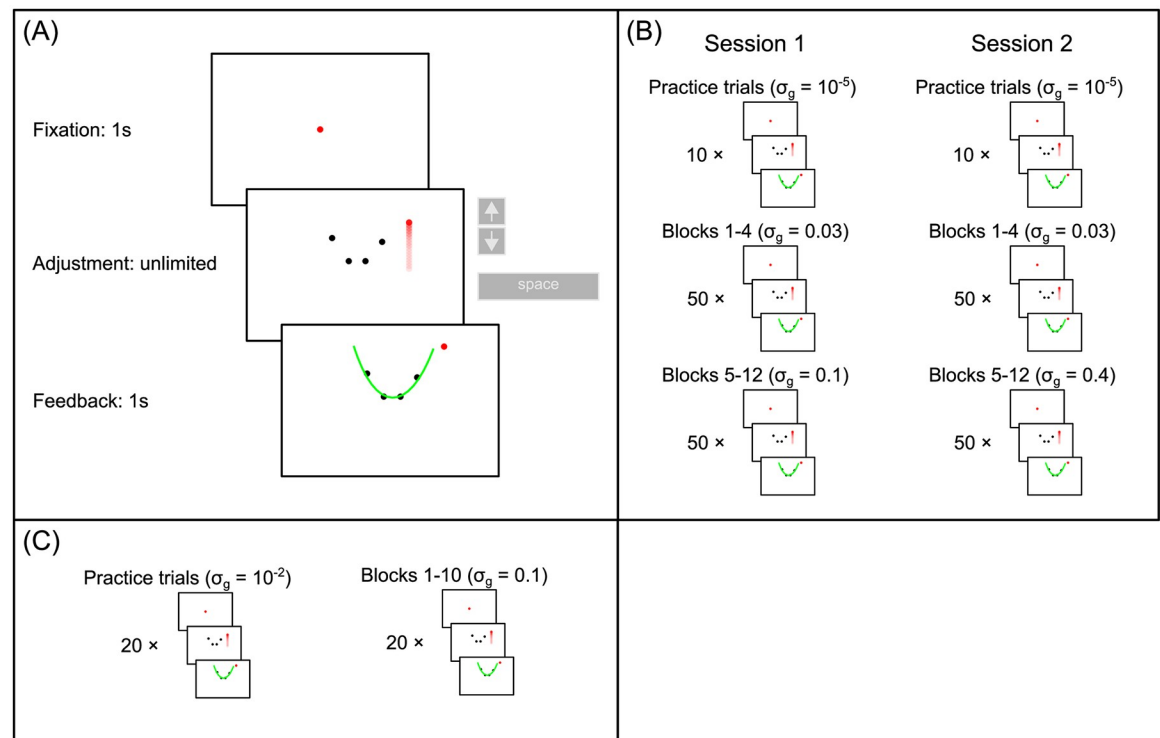 (A)
Fixation: 1s
Adjustment: unlimited
space
Feedback: 1s
(B)
Session 1
Session 2
Practice trials (σg = 10-5)
Practice trials (σg = 10-5)
10 ×
10 ×
Blocks 1-4 (σg = 0.03)
Blocks 1-4 (σg = 0.03)
50 ×
50 ×
Blocks 5-12 (σg = 0.1)
Blocks 5-12 (σg = 0.4)
50 ×
50 ×
(C)
Practice trials (σg = 10-2)
Blocks 1-10 (σg = 0.1)
20 ×
20 ×